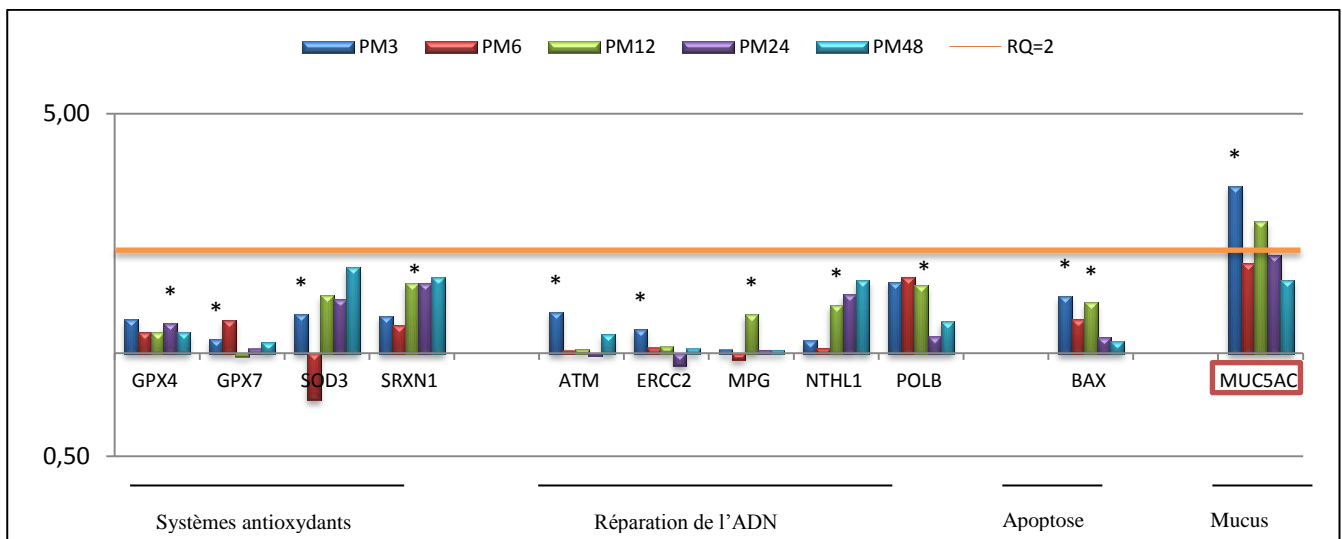 PM3 PM6 PM12 PM24 PM48 RQ=2
5,00
* * * * * * * * * * * *
GPX4 GPX7 SOD3 SRXN1 ATM ERCC2 MPG NTHL1 POLB BAX MUC5AC
0,50
Systèmes antioxydants Réparation de l’ADN Apoptose Mucus